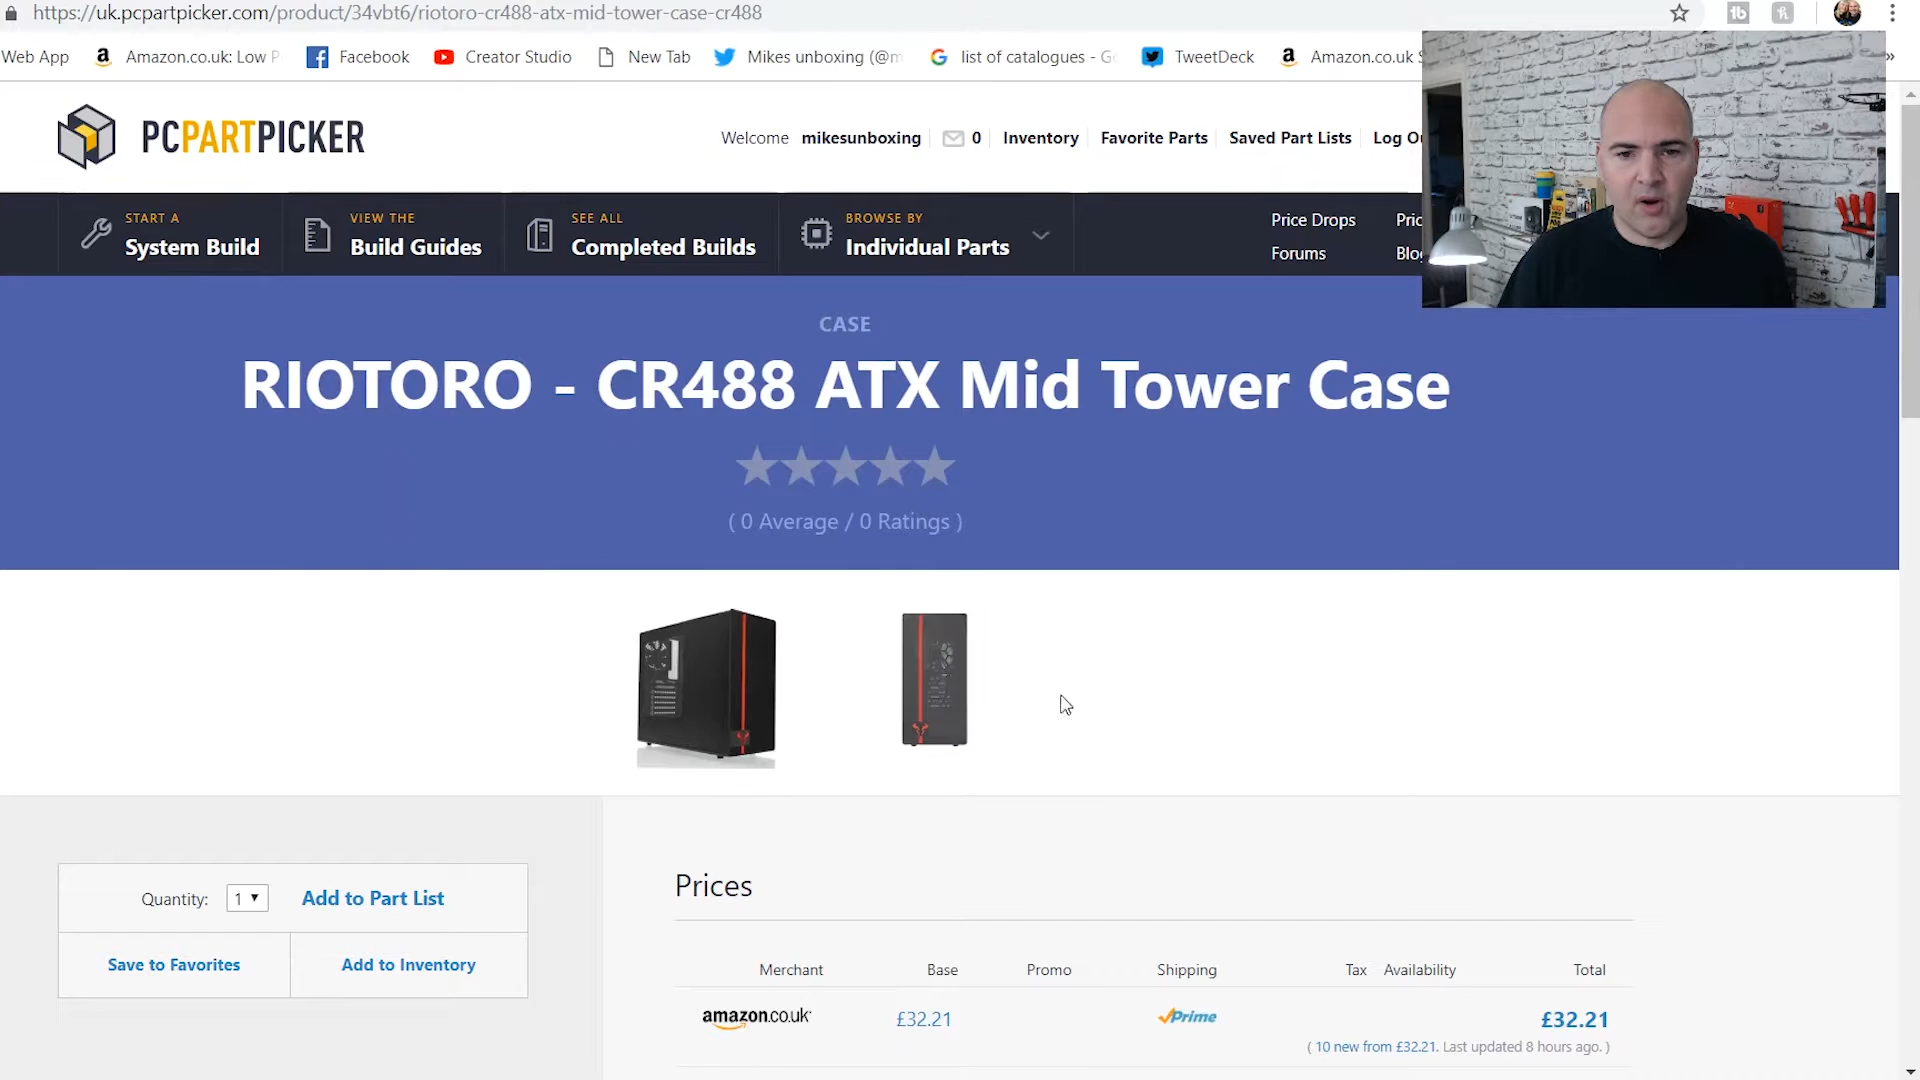 https://uk.pcpartpicker.com/product/34vbt6/riotoro-cr488-atx-mid-tower-case-cr488
Web App Amazon.co.uk: Low P Facebook Creator Studio New Tab Mikes unboxing (@m list of catalogues - Go TweetDeck Amazon.co.uk S »
PCPARTPICKER
Welcome mikesunboxing 0 Inventory Favorite Parts Saved Part Lists Log Ou
START A
System Build
VIEW THE
Build Guides
SEE ALL
Completed Builds
BROWSE BY
Individual Parts
Price Drops Pric
Forums Blog
CASE
RIOTORO - CR488 ATX Mid Tower Case
( 0 Average / 0 Ratings )
Quantity: 1 Add to Part List
Save to Favorites Add to Inventory
Prices
Merchant Base Promo Shipping Tax Availability Total
amazon.co.uk £32.21 Prime £32.21
( 10 new from £32.21. Last updated 8 hours ago. )